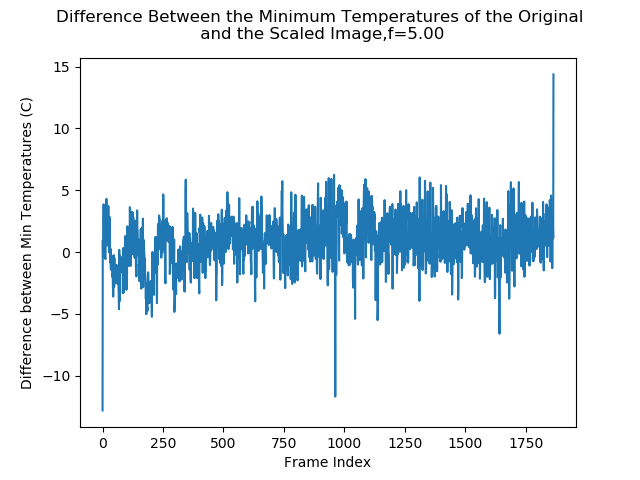 Difference Between the Minimum Temperatures of the Original
and the Scaled Image,f=5.00
15
10
5
0
−5
−10
Difference between Min Temperatures (C)
0 250 500 750 1000 1250 1500 1750
Frame Index